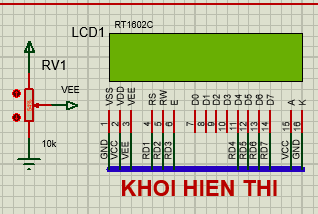 LCD1
RT1602C
RV1
VEE
10k
VSS VDD VEE RS RW E D0 D1 D2 D3 D4 D5 D6 D7 A K
1 2 3 4 5 6 7 8 9 10 11 12 13 14 15 16
GND VCC VEE RD1 RD2 RD3 RD4 RD5 RD6 RD7 VCC GND
KHOI HIEN THI